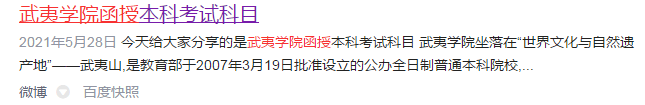 武夷学院函授本科考试科目
2021年5月28日 今天给大家分享的是武夷学院函授本科考试科目 武夷学院坐落在“世界文化与自然遗
产地”——武夷山,是教育部于2007年3月19日批准设立的公办全日制普通本科院校,...
微博 百度快照